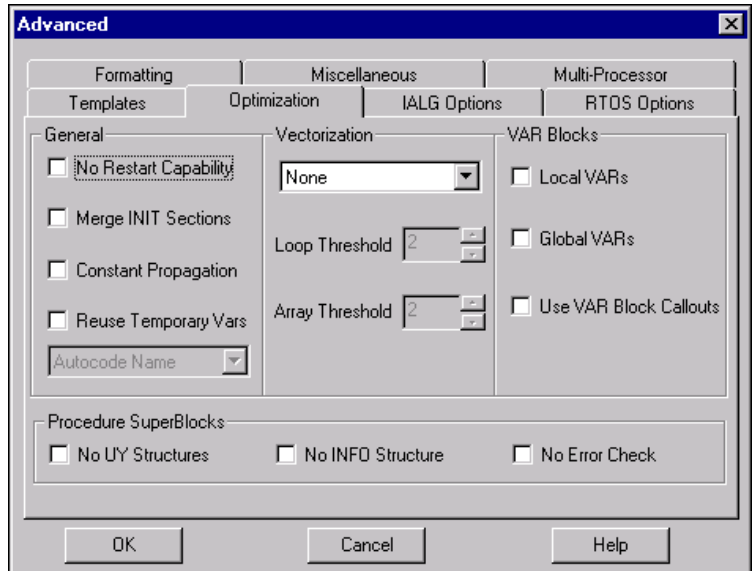 Advanced
Formatting Miscellaneous Multi-Processor
Templates Optimization IALG Options RTOS Options
General
No Restart Capability
Merge INIT Sections
Constant Propagation
Reuse Temporary Vars
Autocode Name
Vectorization
None
Loop Threshold 2
Array Threshold 2
VAR Blocks
Local VARs
Global VARs
Use VAR Block Callouts
Procedure SuperBlocks
No UY Structures No INFO Structure No Error Check
OK Cancel Help